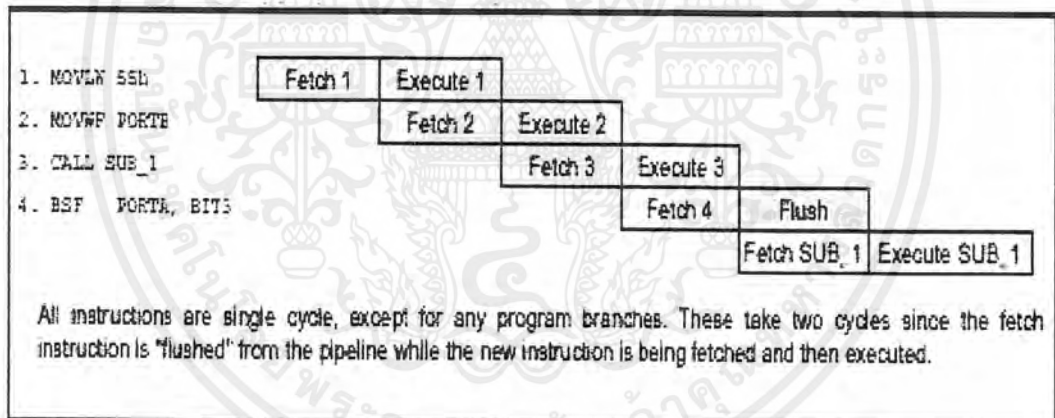 1. MOVLW 55h Fetch 1 Execute 1
2. MOVWF PORTB Fetch 2 Execute 2
3. CALL SUB_1 Fetch 3 Execute 3
4. BSF PORTA, BIT3 Fetch 4 Flush
Fetch SUB_1 Execute SUB_1
All instructions are single cycle, except for any program branches. These take two cycles since the fetch
instruction is "flushed" from the pipeline while the new instruction is being fetched and then executed.